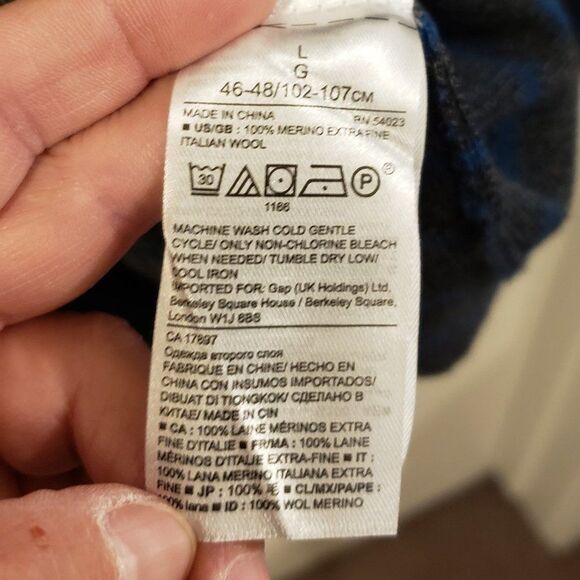 L
G
46-48/102-107CM
MADE IN CHINA RN 54023
■ US/GB : 100% MERINO EXTRAFINE
ITALIAN WOOL
30 P ®
1186
MACHINE WASH COLD GENTLE
CYCLE/ ONLY NON-CHLORINE BLEACH
WHEN NEEDED/ TUMBLE DRY LOW/
COOL IRON
IMPORTED FOR: Gap (UK Holdings) Ltd,
Berkeley Square House / Berkeley Square,
London W1J 6BS
CA 17897
Одежда второго слоя
FABRIQUE EN CHINE/ HECHO EN
CHINA CON INSUMOS IMPORTADOS/
DIBUAT DI TIONGKOK/ СДЕЛАНО В
КИТАЕ/ MADE IN CIN
■ CA : 100% LAINE MÉRINOS EXTRA
FINE D'ITALIE ■ FR/MA : 100% LAINE
MÉRINOS D'ITALIE EXTRA-FINE ■ IT :
100% LANA MERINO ITALIANA EXTRA
FINE ■ JP : 100% 毛 ■ CL/MX/PA/PE :
100% lana ■ ID : 100% WOL MERINO